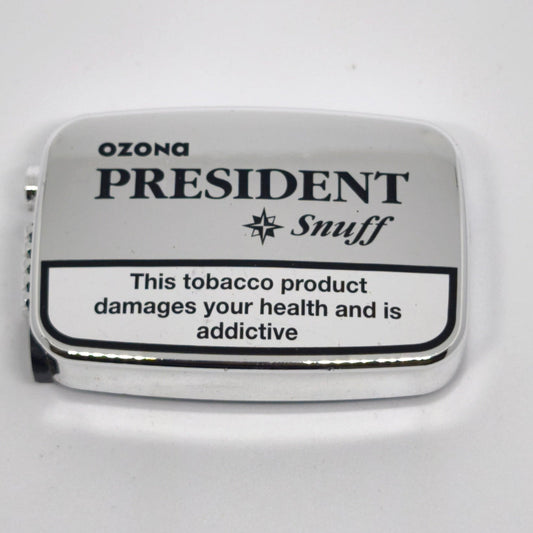 OZONA
PRESIDENT
Snuff
This tobacco product
damages your health and is
addictive